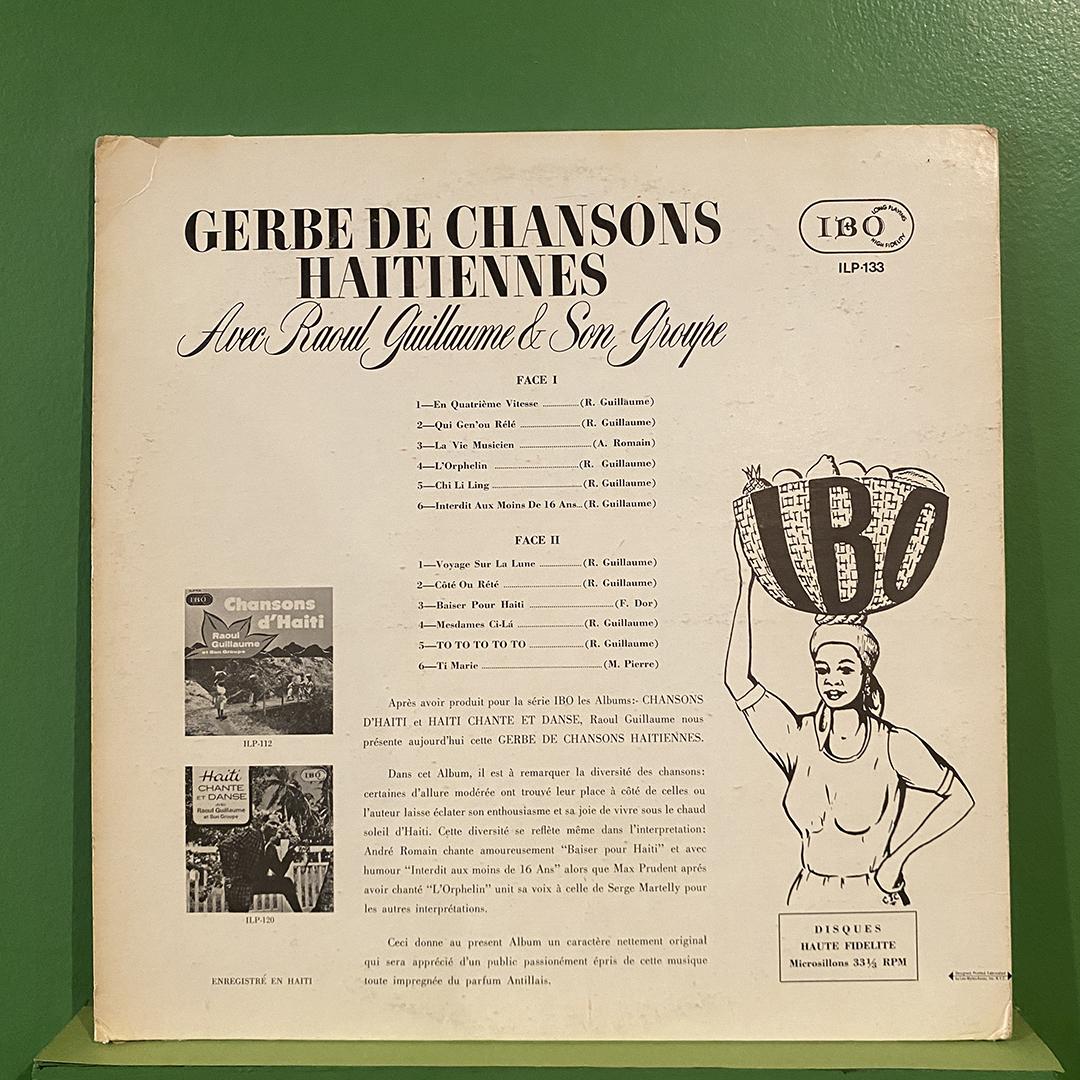 GERBE DE CHANSONS
HAITIENNES
Avec Raoul Guillaume & Son Groupe
IBO
LONG PLAYING
HIGH FIDELITY
ILP-133
FACE I
1—En Quatrième Vitesse ..............(R. Guillaume)
2—Qui Gen'ou Rélé ......................(R. Guillaume)
3—La Vie Musicien ..........................(A. Romain)
4—L'Orphelin ..............................(R. Guillaume)
5—Chi Li Ling ..............................(R. Guillaume)
6—Interdit Aux Moins De 16 Ans..(R. Guillaume)
FACE II
1—Voyage Sur La Lune ................(R. Guillaume)
2—Côté Ou Rété ..........................(R. Guillaume)
3—Baiser Pour Haiti ............................(F. Dor)
4—Mesdames Ci-Lá ......................(R. Guillaume)
5—TO TO TO TO TO ....................(R. Guillaume)
6—Ti Marie ......................................(M. Pierre)
Après avoir produit pour la série IBO les Albums:- CHANSONS
D'HAITI et HAITI CHANTE ET DANSE, Raoul Guillaume nous
présente aujourd'hui cette GERBE DE CHANSONS HAITIENNES.
Dans cet Album, il est à remarquer la diversité des chansons:
certaines d'allure modérée ont trouvé leur place à côté de celles ou
l'auteur laisse éclater son enthousiasme et sa joie de vivre sous le chaud
soleil d'Haiti. Cette diversité se reflète même dans l'interpretation:
André Romain chante amoureusement "Baiser pour Haiti" et avec
humour "Interdit aux moins de 16 Ans" alors que Max Prudent aprés
avoir chanté "L'Orphelin" unit sa voix à celle de Serge Martelly pour
les autres interprétations.
Ceci donne au present Album un caractère nettement original
qui sera apprécié d'un public passionément épris de cette musique
toute impregnée du parfum Antillais.
IBO
Chansons
d'Haiti
Raoul
Guillaume
et Son Groupe
ILP-112
Haiti
CHANTE
ET DANSE
avec
Raoul Guillaume
et Son Groupe
IBO
ILP-120
ENREGISTRÉ EN HAITI
IBO
CJC
DISQUES
HAUTE FIDELITE
Microsillons 33⅓ RPM